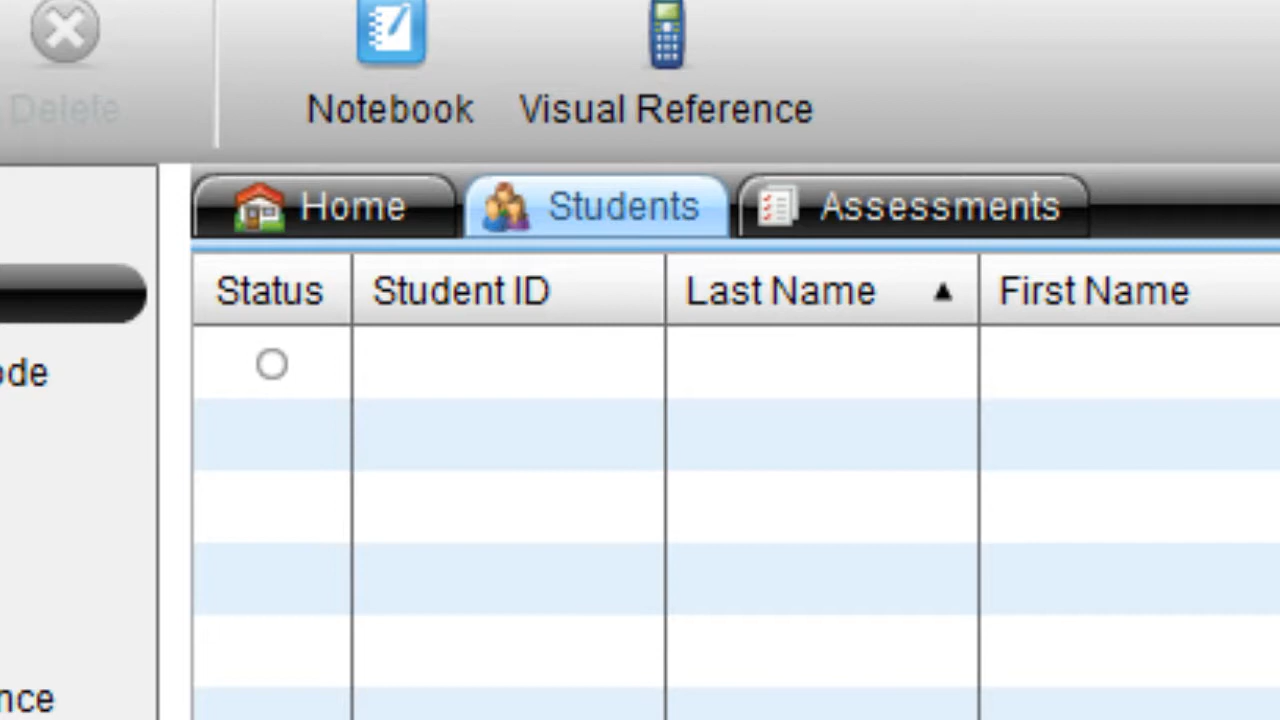 Delete
Notebook Visual Reference
Home Students Assessments
Status Student ID Last Name First Name
ode
nce